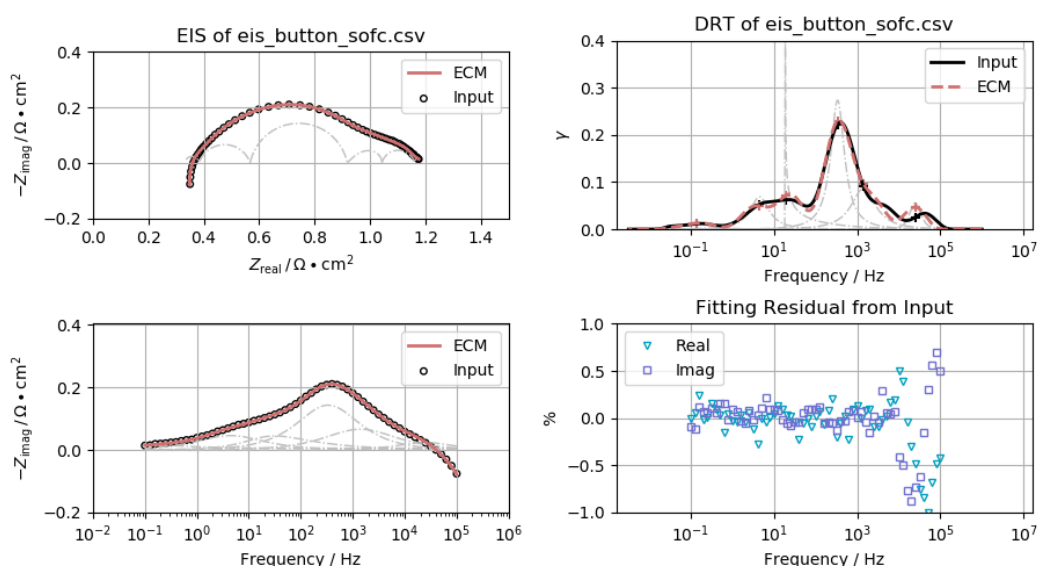 EIS of eis_button_sofc.csv
0.4
0.2
0.0
−0.2
−Z_imag / Ω • cm²
ECM
Input
0.0 0.2 0.4 0.6 0.8 1.0 1.2 1.4
Z_real / Ω • cm²
DRT of eis_button_sofc.csv
0.4
0.3
0.2
0.1
0.0
γ
Input
ECM
10⁻¹ 10¹ 10³ 10⁵ 10⁷
Frequency / Hz
0.4
0.2
0.0
−0.2
−Z_imag / Ω • cm²
ECM
Input
10⁻² 10⁻¹ 10⁰ 10¹ 10² 10³ 10⁴ 10⁵ 10⁶
Frequency / Hz
Fitting Residual from Input
1.0
0.5
0.0
−0.5
−1.0
%
Real
Imag
10⁻¹ 10¹ 10³ 10⁵ 10⁷
Frequency / Hz